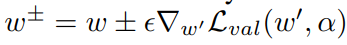 w^± = w ± ϵ∇_{w′}ℒ_{val}(w′, α)